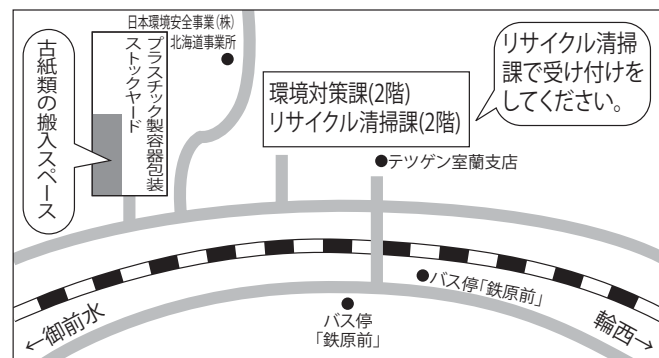 日本環境安全事業(株)
北海道事業所
古紙類の搬入スペース
プラスチック製容器包装
ストックヤード
環境対策課(2階)
リサイクル清掃課(2階)
リサイクル清掃
課で受け付けを
してください。
テツゲン室蘭支店
バス停「鉄原前」
バス停
「鉄原前」
←御前水
輪西→